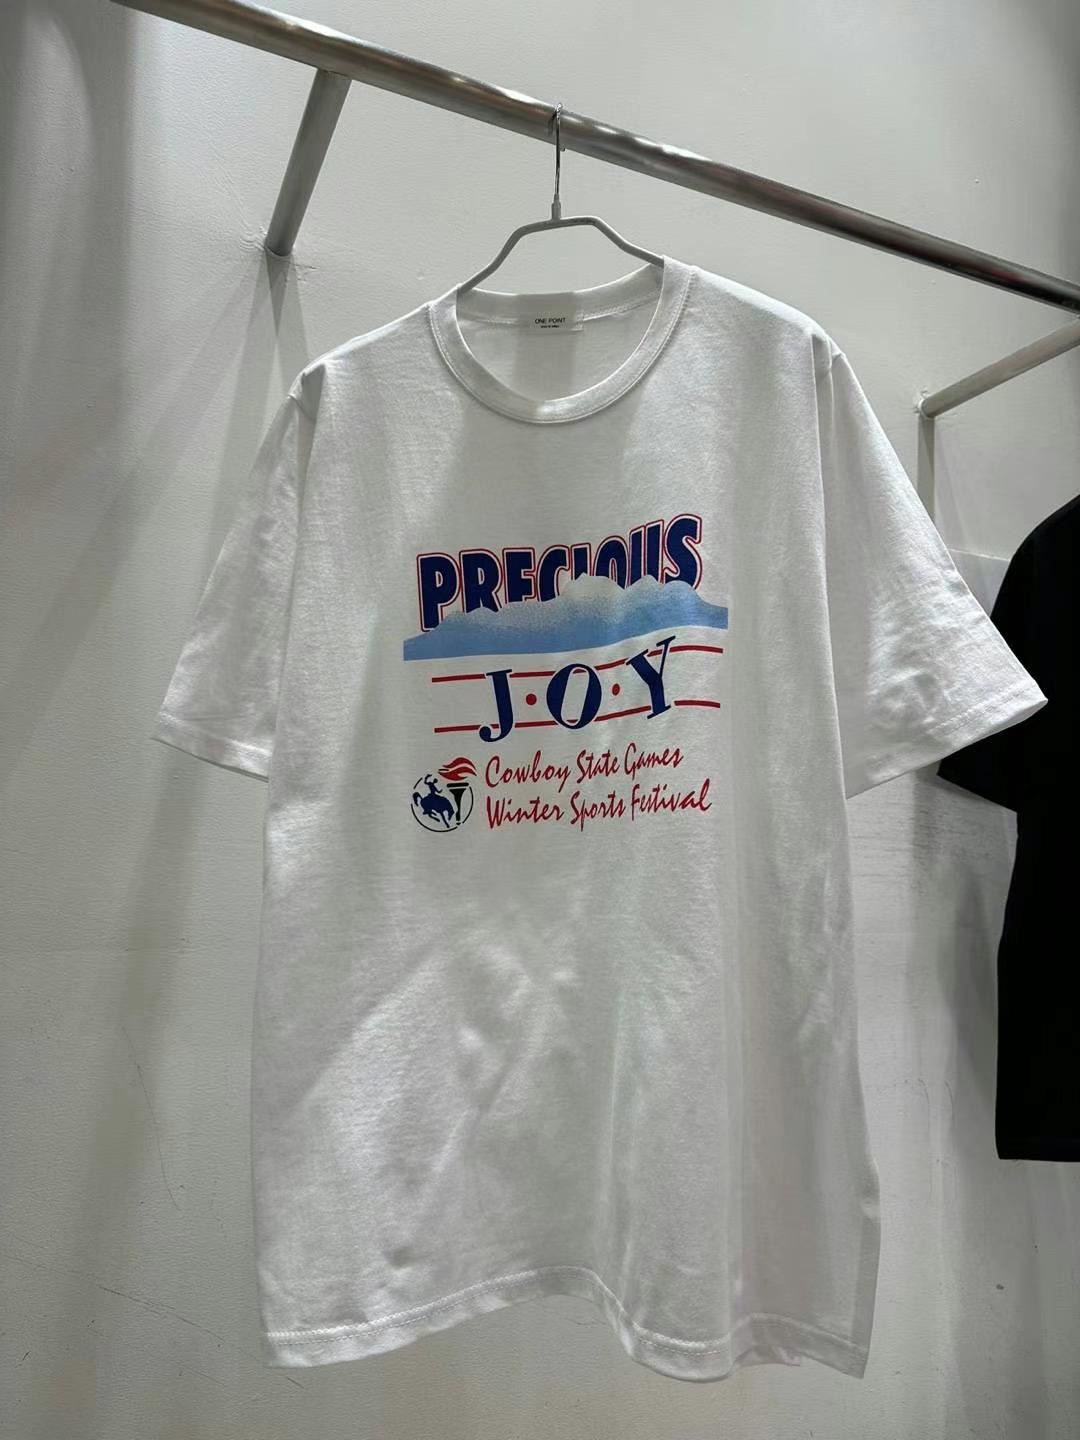 ONE POINT
PRECIOUS
J·O·Y
Cowboy State Games
Winter Sports Festival